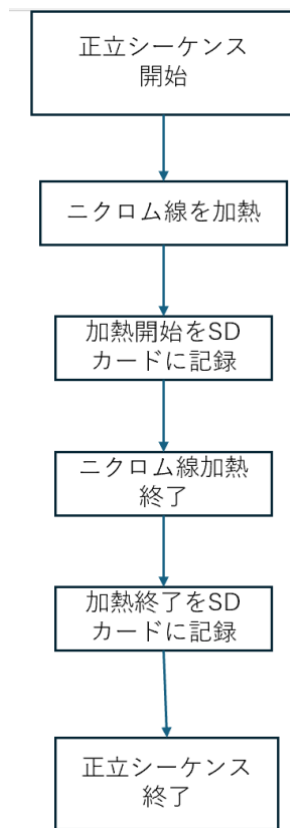 正立シーケンス
開始
ニクロム線を加熱
加熱開始をSD
カードに記録
ニクロム線加熱
終了
加熱終了をSD
カードに記録
正立シーケンス
終了